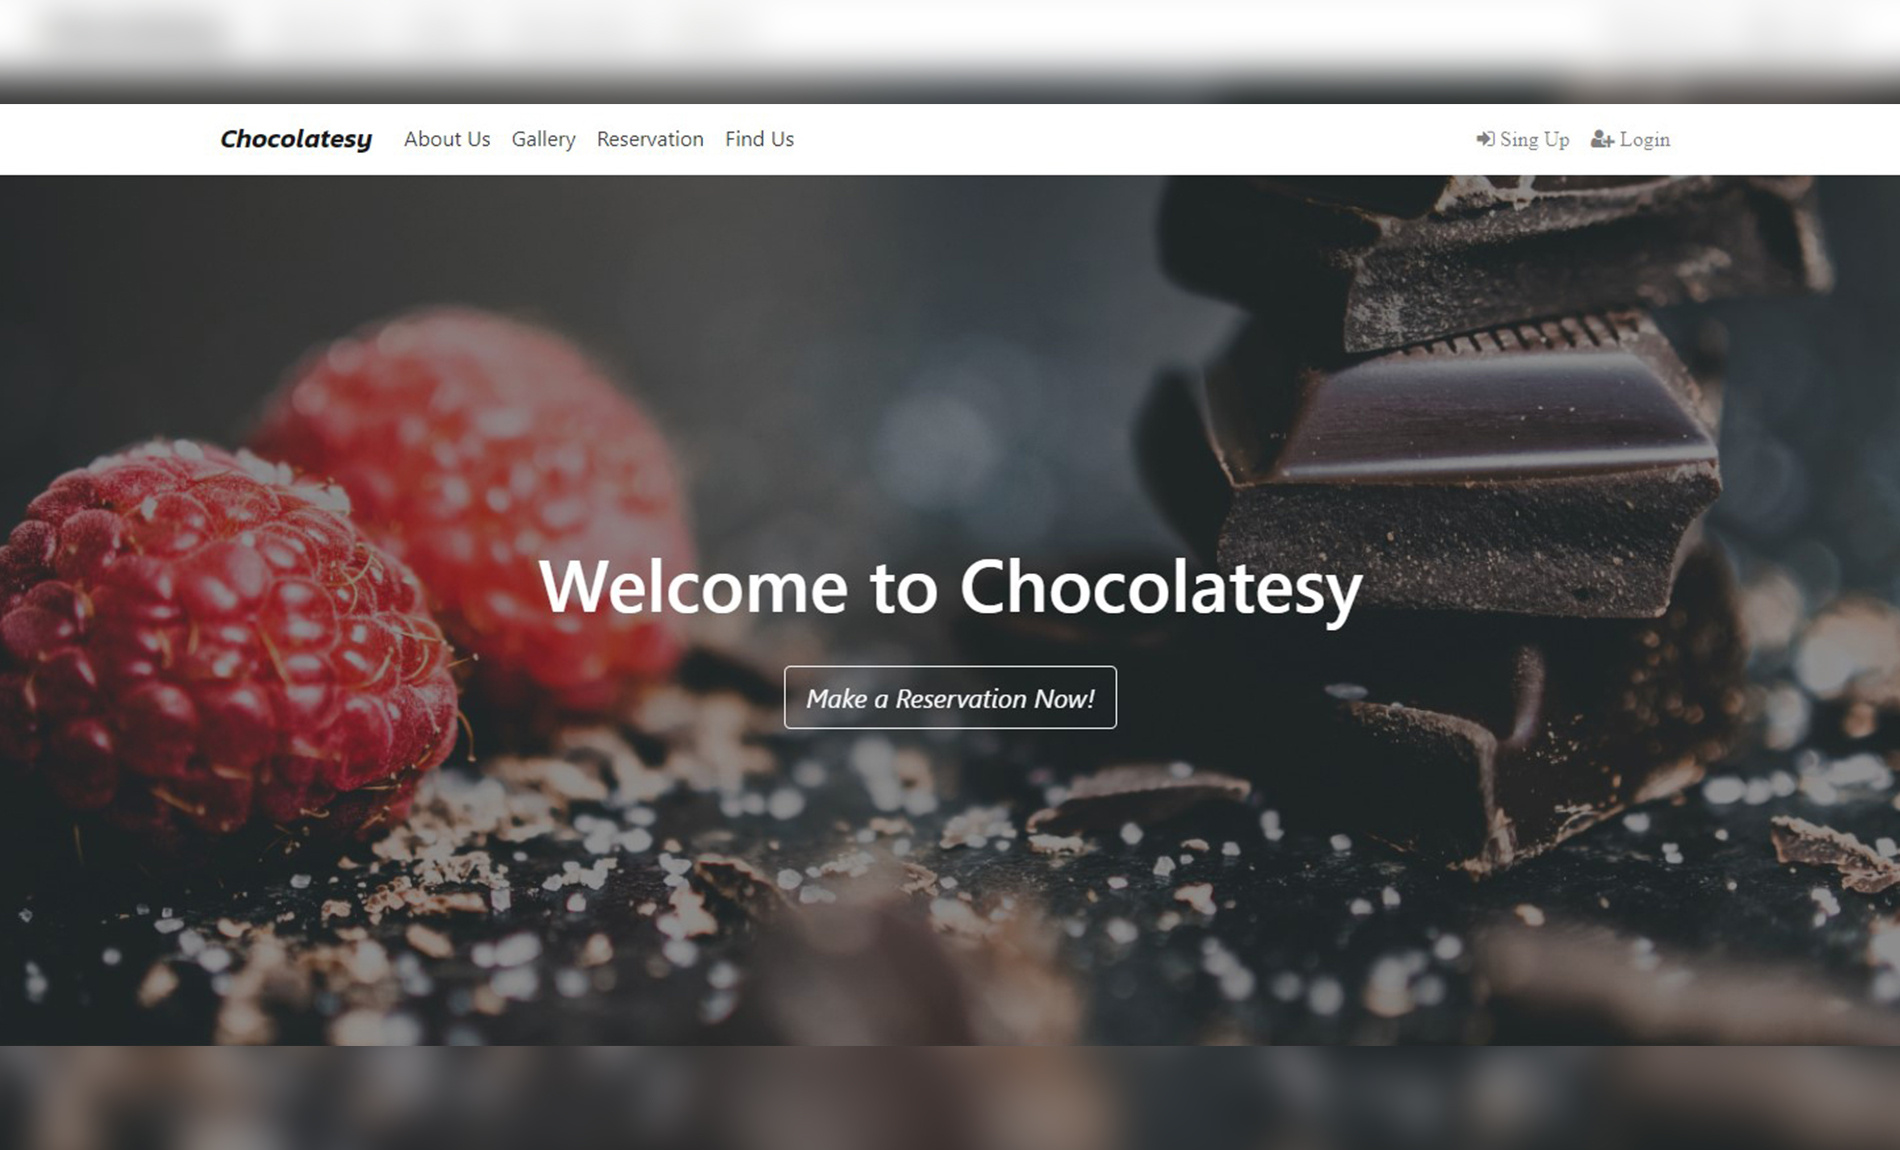 Chocolatesy About Us Gallery Reservation Find Us Sing Up Login
Welcome to Chocolatesy
Make a Reservation Now!